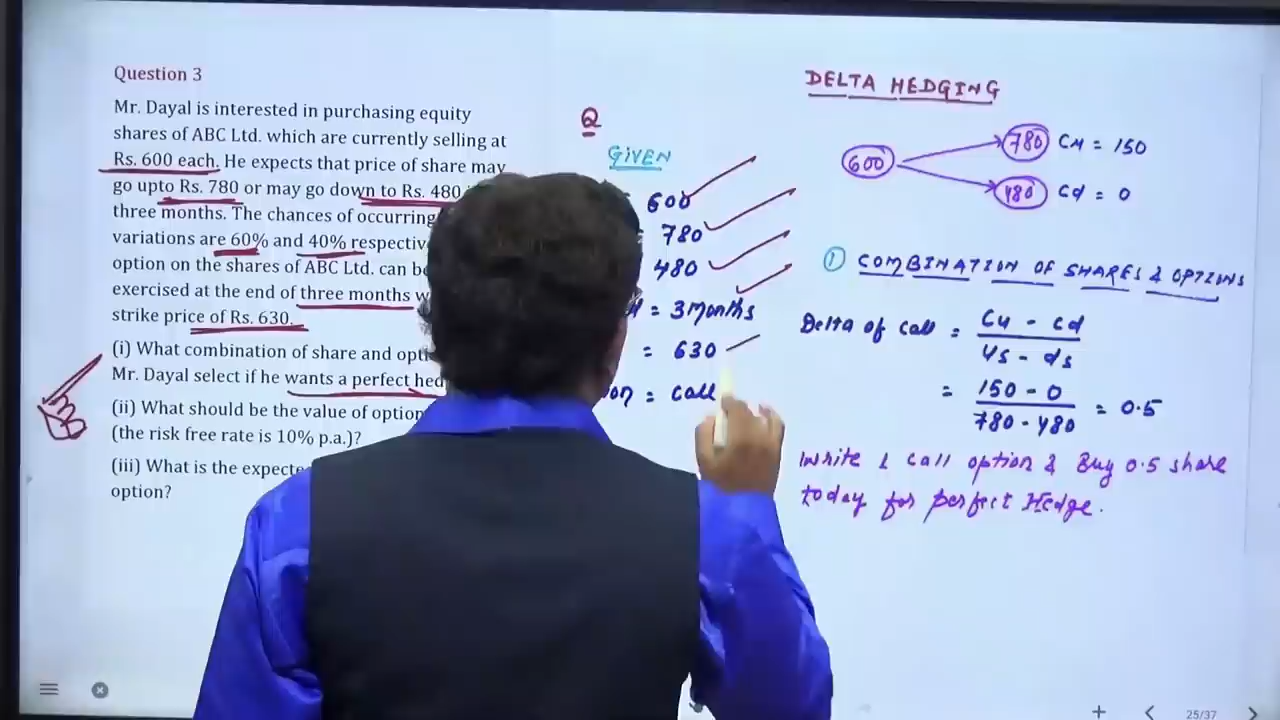 Question 3
Mr. Dayal is interested in purchasing equity
shares of ABC Ltd. which are currently selling at
Rs. 600 each. He expects that price of share may
go upto Rs. 780 or may go down to Rs. 480
three months. The chances of occurring
variations are 60% and 40%
option on the shares of ABC Ltd. can
exercised at the end of three months
strike price of Rs. 630.
(i) What combination of share and
Mr. Dayal select if he wants a perfect
(ii) What should be the value of option
(the risk free rate is 10% p.a.)?
(iii) What is the
option?
Q
GIVEN
600
780
480
= 3 Months
= 630
= call
DELTA HEDGING
600
780 Cu = 150
480 Cd = 0
① COMBINATION OF SHARES & OPTIONS
Delta of call = Cu - Cd
us - ds
= 150 - 0
780 - 480
= 0.5
Write 1 call option & Buy 0.5 share
today for perfect Hedge.
25/37